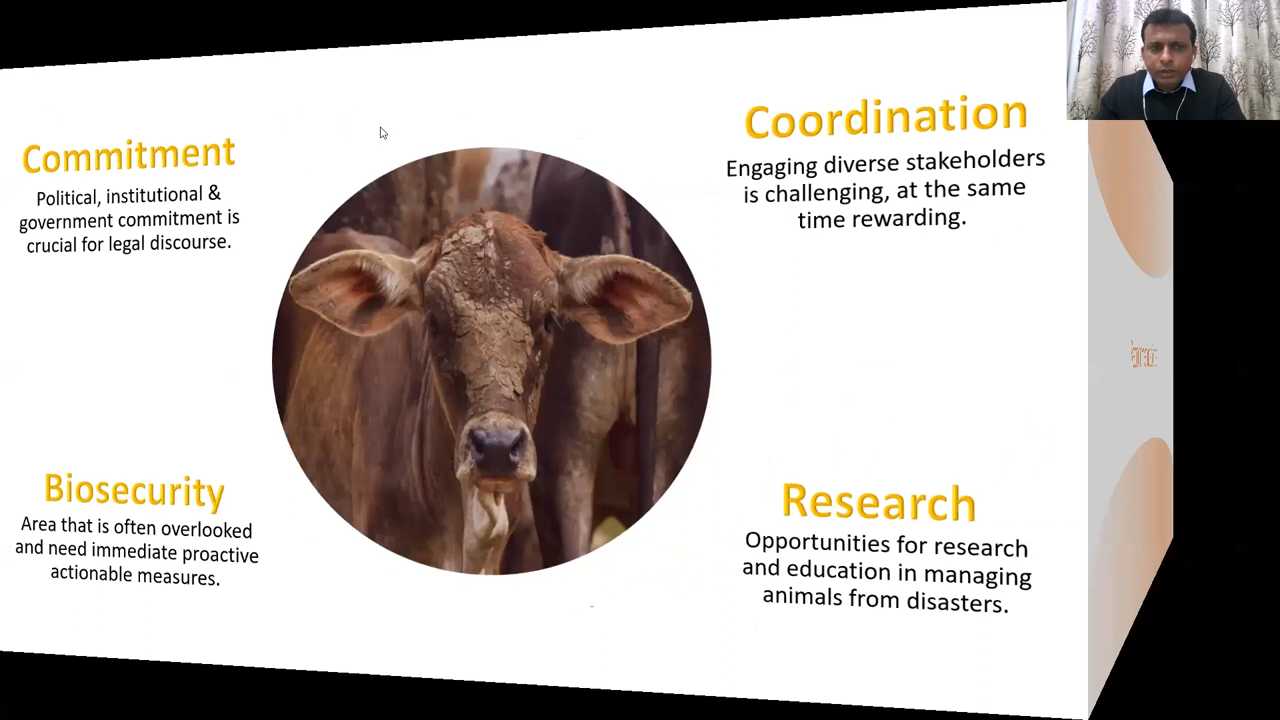 Commitment
Political, institutional &
government commitment is
crucial for legal discourse.
Coordination
Engaging diverse stakeholders
is challenging, at the same
time rewarding.
Biosecurity
Area that is often overlooked
and need immediate proactive
actionable measures.
Research
Opportunities for research
and education in managing
animals from disasters.